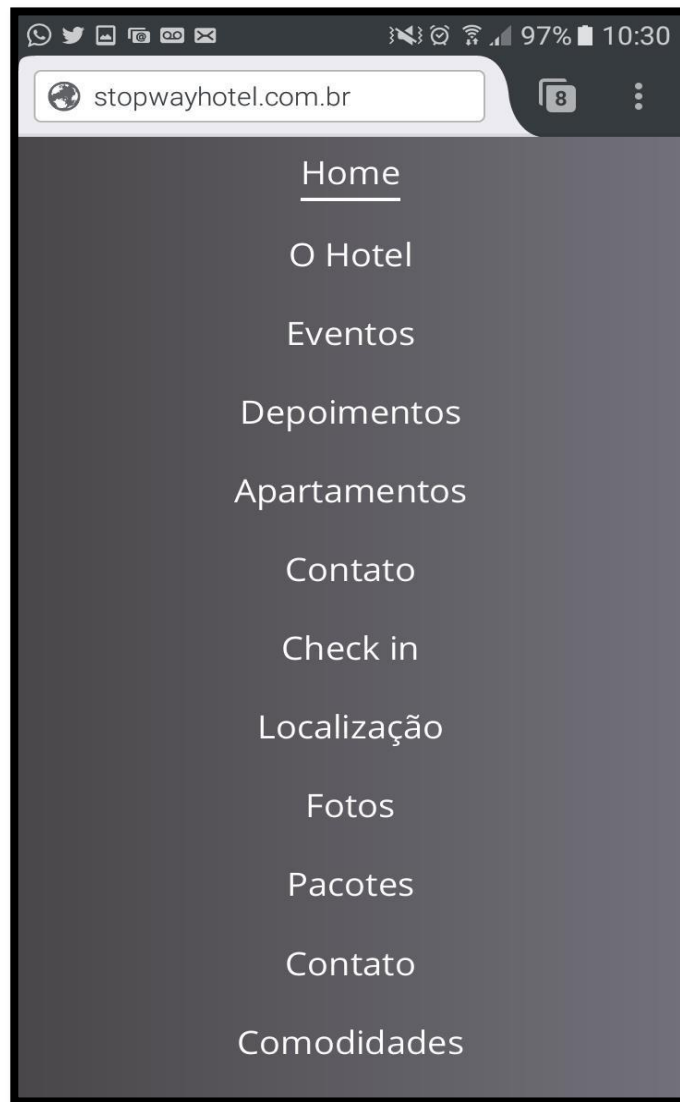 97% 10:30
stopwayhotel.com.br 8
Home
O Hotel
Eventos
Depoimentos
Apartamentos
Contato
Check in
Localização
Fotos
Pacotes
Contato
Comodidades